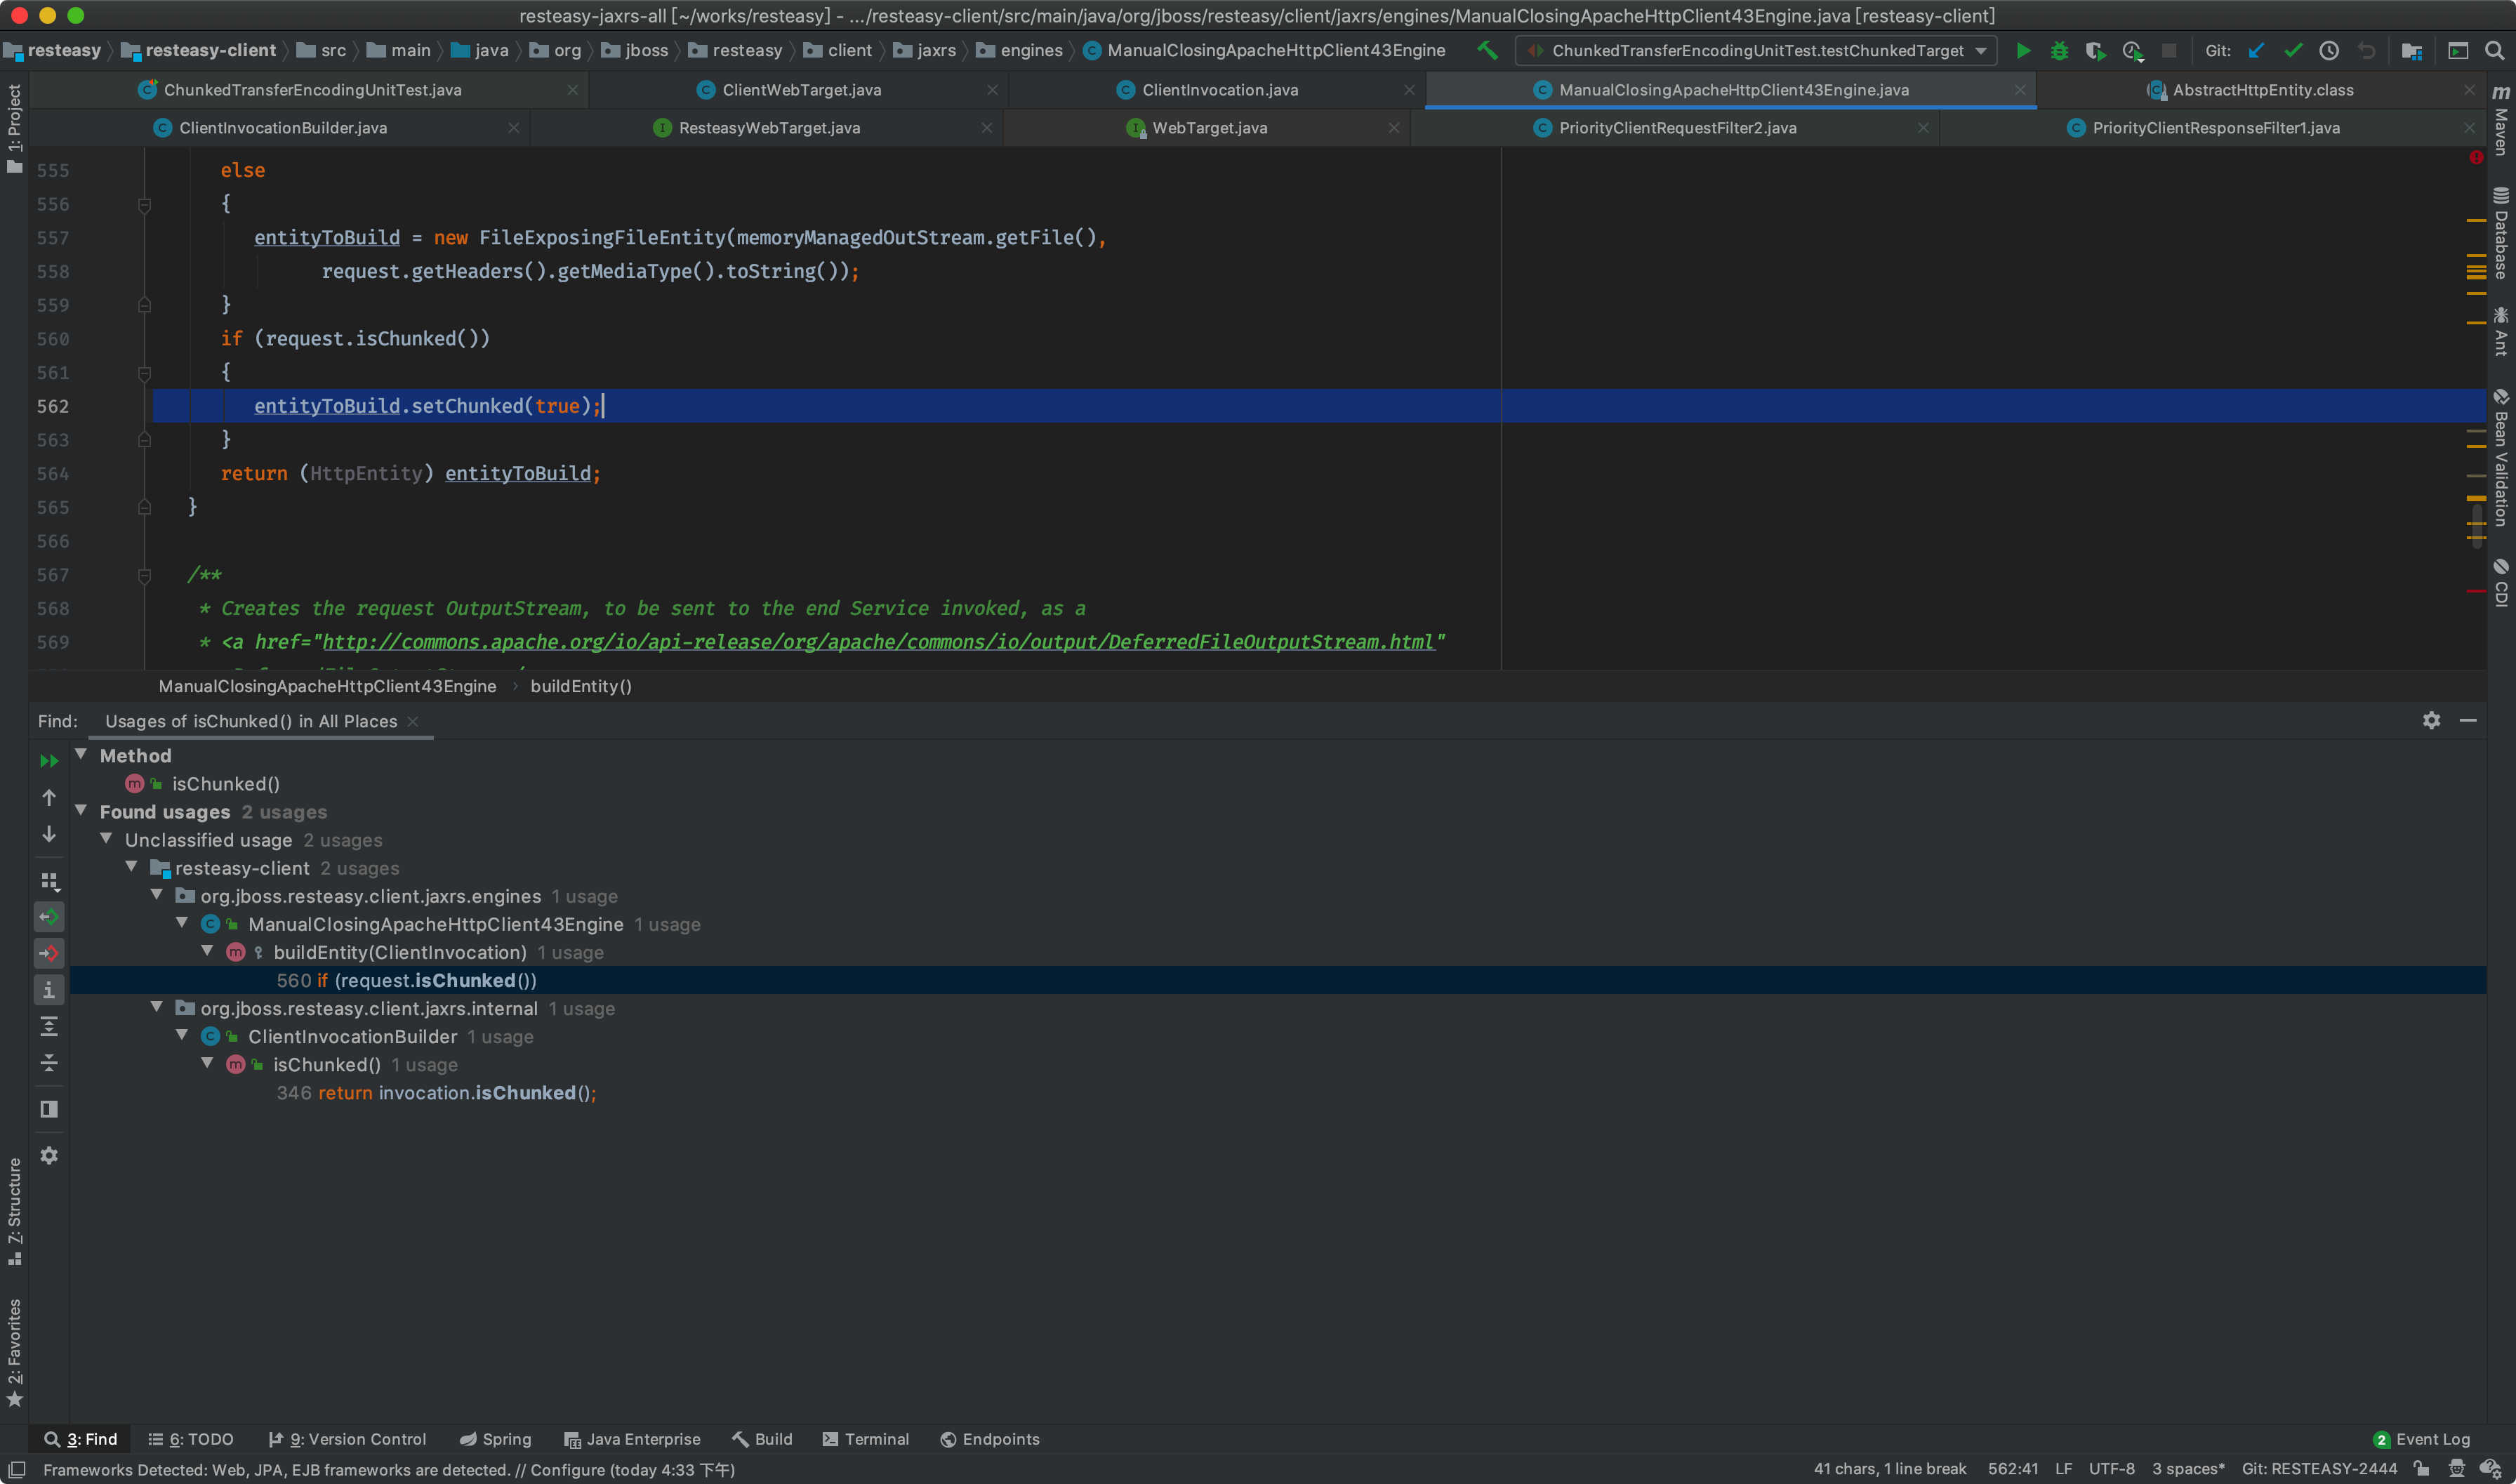 resteasy-jaxrs-all [~/works/resteasy] - .../resteasy-client/src/main/java/org/jboss/resteasy/client/jaxrs/engines/ManualClosingApacheHttpClient43Engine.java [resteasy-client]
resteasy resteasy-client src main java org jboss resteasy client jaxrs engines ManualClosingApacheHttpClient43Engine ChunkedTransferEncodingUnitTest.testChunkedTarget Git:
ChunkedTransferEncodingUnitTest.java ClientWebTarget.java ClientInvocation.java ManualClosingApacheHttpClient43Engine.java AbstractHttpEntity.class
ClientInvocationBuilder.java ResteasyWebTarget.java WebTarget.java PriorityClientRequestFilter2.java PriorityClientResponseFilter1.java
1: Project
7: Structure
2: Favorites
555 else
556 {
557 entityToBuild = new FileExposingFileEntity(memoryManagedOutStream.getFile(),
558 request.getHeaders().getMediaType().toString());
559 }
560 if (request.isChunked())
561 {
562 entityToBuild.setChunked(true);
563 }
564 return (HttpEntity) entityToBuild;
565 }
566
567 /**
568 * Creates the request OutputStream, to be sent to the end Service invoked, as a
569 * <a href="http://commons.apache.org/io/api-release/org/apache/commons/io/output/DeferredFileOutputStream.html"
m Maven
Database
Ant
Bean Validation
CDI
ManualClosingApacheHttpClient43Engine buildEntity()
Find: Usages of isChunked() in All Places
Method
m isChunked()
Found usages 2 usages
Unclassified usage 2 usages
resteasy-client 2 usages
org.jboss.resteasy.client.jaxrs.engines 1 usage
C ManualClosingApacheHttpClient43Engine 1 usage
m buildEntity(ClientInvocation) 1 usage
560 if (request.isChunked())
org.jboss.resteasy.client.jaxrs.internal 1 usage
C ClientInvocationBuilder 1 usage
m isChunked() 1 usage
346 return invocation.isChunked();
3: Find 6: TODO 9: Version Control Spring Java Enterprise Build Terminal Endpoints 2 Event Log
Frameworks Detected: Web, JPA, EJB frameworks are detected. // Configure (today 4:33 下午) 41 chars, 1 line break 562:41 LF UTF-8 3 spaces* Git: RESTEASY-2444